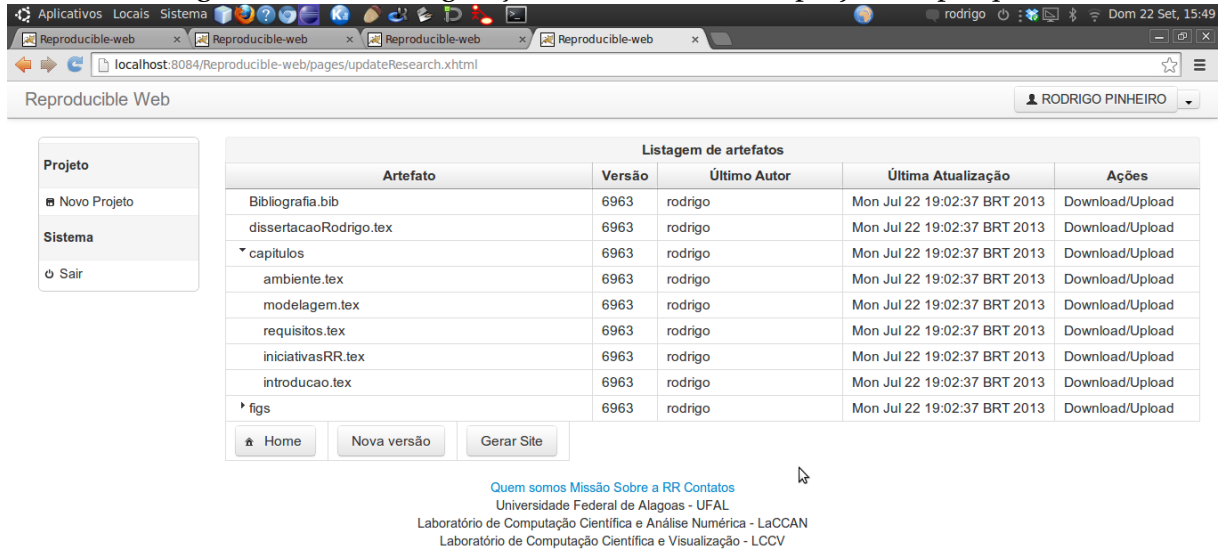 Aplicativos Locais Sistema rodrigo Dom 22 Set, 15:49
Reproducible-web × Reproducible-web × Reproducible-web × Reproducible-web ×
localhost:8084/Reproducible-web/pages/updateResearch.xhtml
Reproducible Web RODRIGO PINHEIRO
Listagem de artefatos
Projeto
Novo Projeto
Sistema
Sair
Artefato Versão Último Autor Última Atualização Ações
Bibliografia.bib 6963 rodrigo Mon Jul 22 19:02:37 BRT 2013 Download/Upload
dissertacaoRodrigo.tex 6963 rodrigo Mon Jul 22 19:02:37 BRT 2013 Download/Upload
capitulos 6963 rodrigo Mon Jul 22 19:02:37 BRT 2013 Download/Upload
ambiente.tex 6963 rodrigo Mon Jul 22 19:02:37 BRT 2013 Download/Upload
modelagem.tex 6963 rodrigo Mon Jul 22 19:02:37 BRT 2013 Download/Upload
requisitos.tex 6963 rodrigo Mon Jul 22 19:02:37 BRT 2013 Download/Upload
iniciativasRR.tex 6963 rodrigo Mon Jul 22 19:02:37 BRT 2013 Download/Upload
introducao.tex 6963 rodrigo Mon Jul 22 19:02:37 BRT 2013 Download/Upload
figs 6963 rodrigo Mon Jul 22 19:02:37 BRT 2013 Download/Upload
Home Nova versão Gerar Site
Quem somos Missão Sobre a RR Contatos
Universidade Federal de Alagoas - UFAL
Laboratório de Computação Científica e Análise Numérica - LaCCAN
Laboratório de Computação Científica e Visualização - LCCV